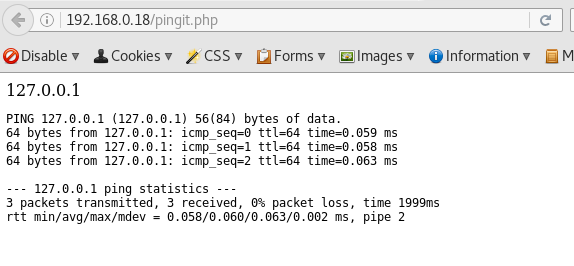 192.168.0.18/pingit.php
Disable Cookies CSS Forms Images Information
127.0.0.1
PING 127.0.0.1 (127.0.0.1) 56(84) bytes of data.
64 bytes from 127.0.0.1: icmp_seq=0 ttl=64 time=0.059 ms
64 bytes from 127.0.0.1: icmp_seq=1 ttl=64 time=0.058 ms
64 bytes from 127.0.0.1: icmp_seq=2 ttl=64 time=0.063 ms
--- 127.0.0.1 ping statistics ---
3 packets transmitted, 3 received, 0% packet loss, time 1999ms
rtt min/avg/max/mdev = 0.058/0.060/0.063/0.002 ms, pipe 2